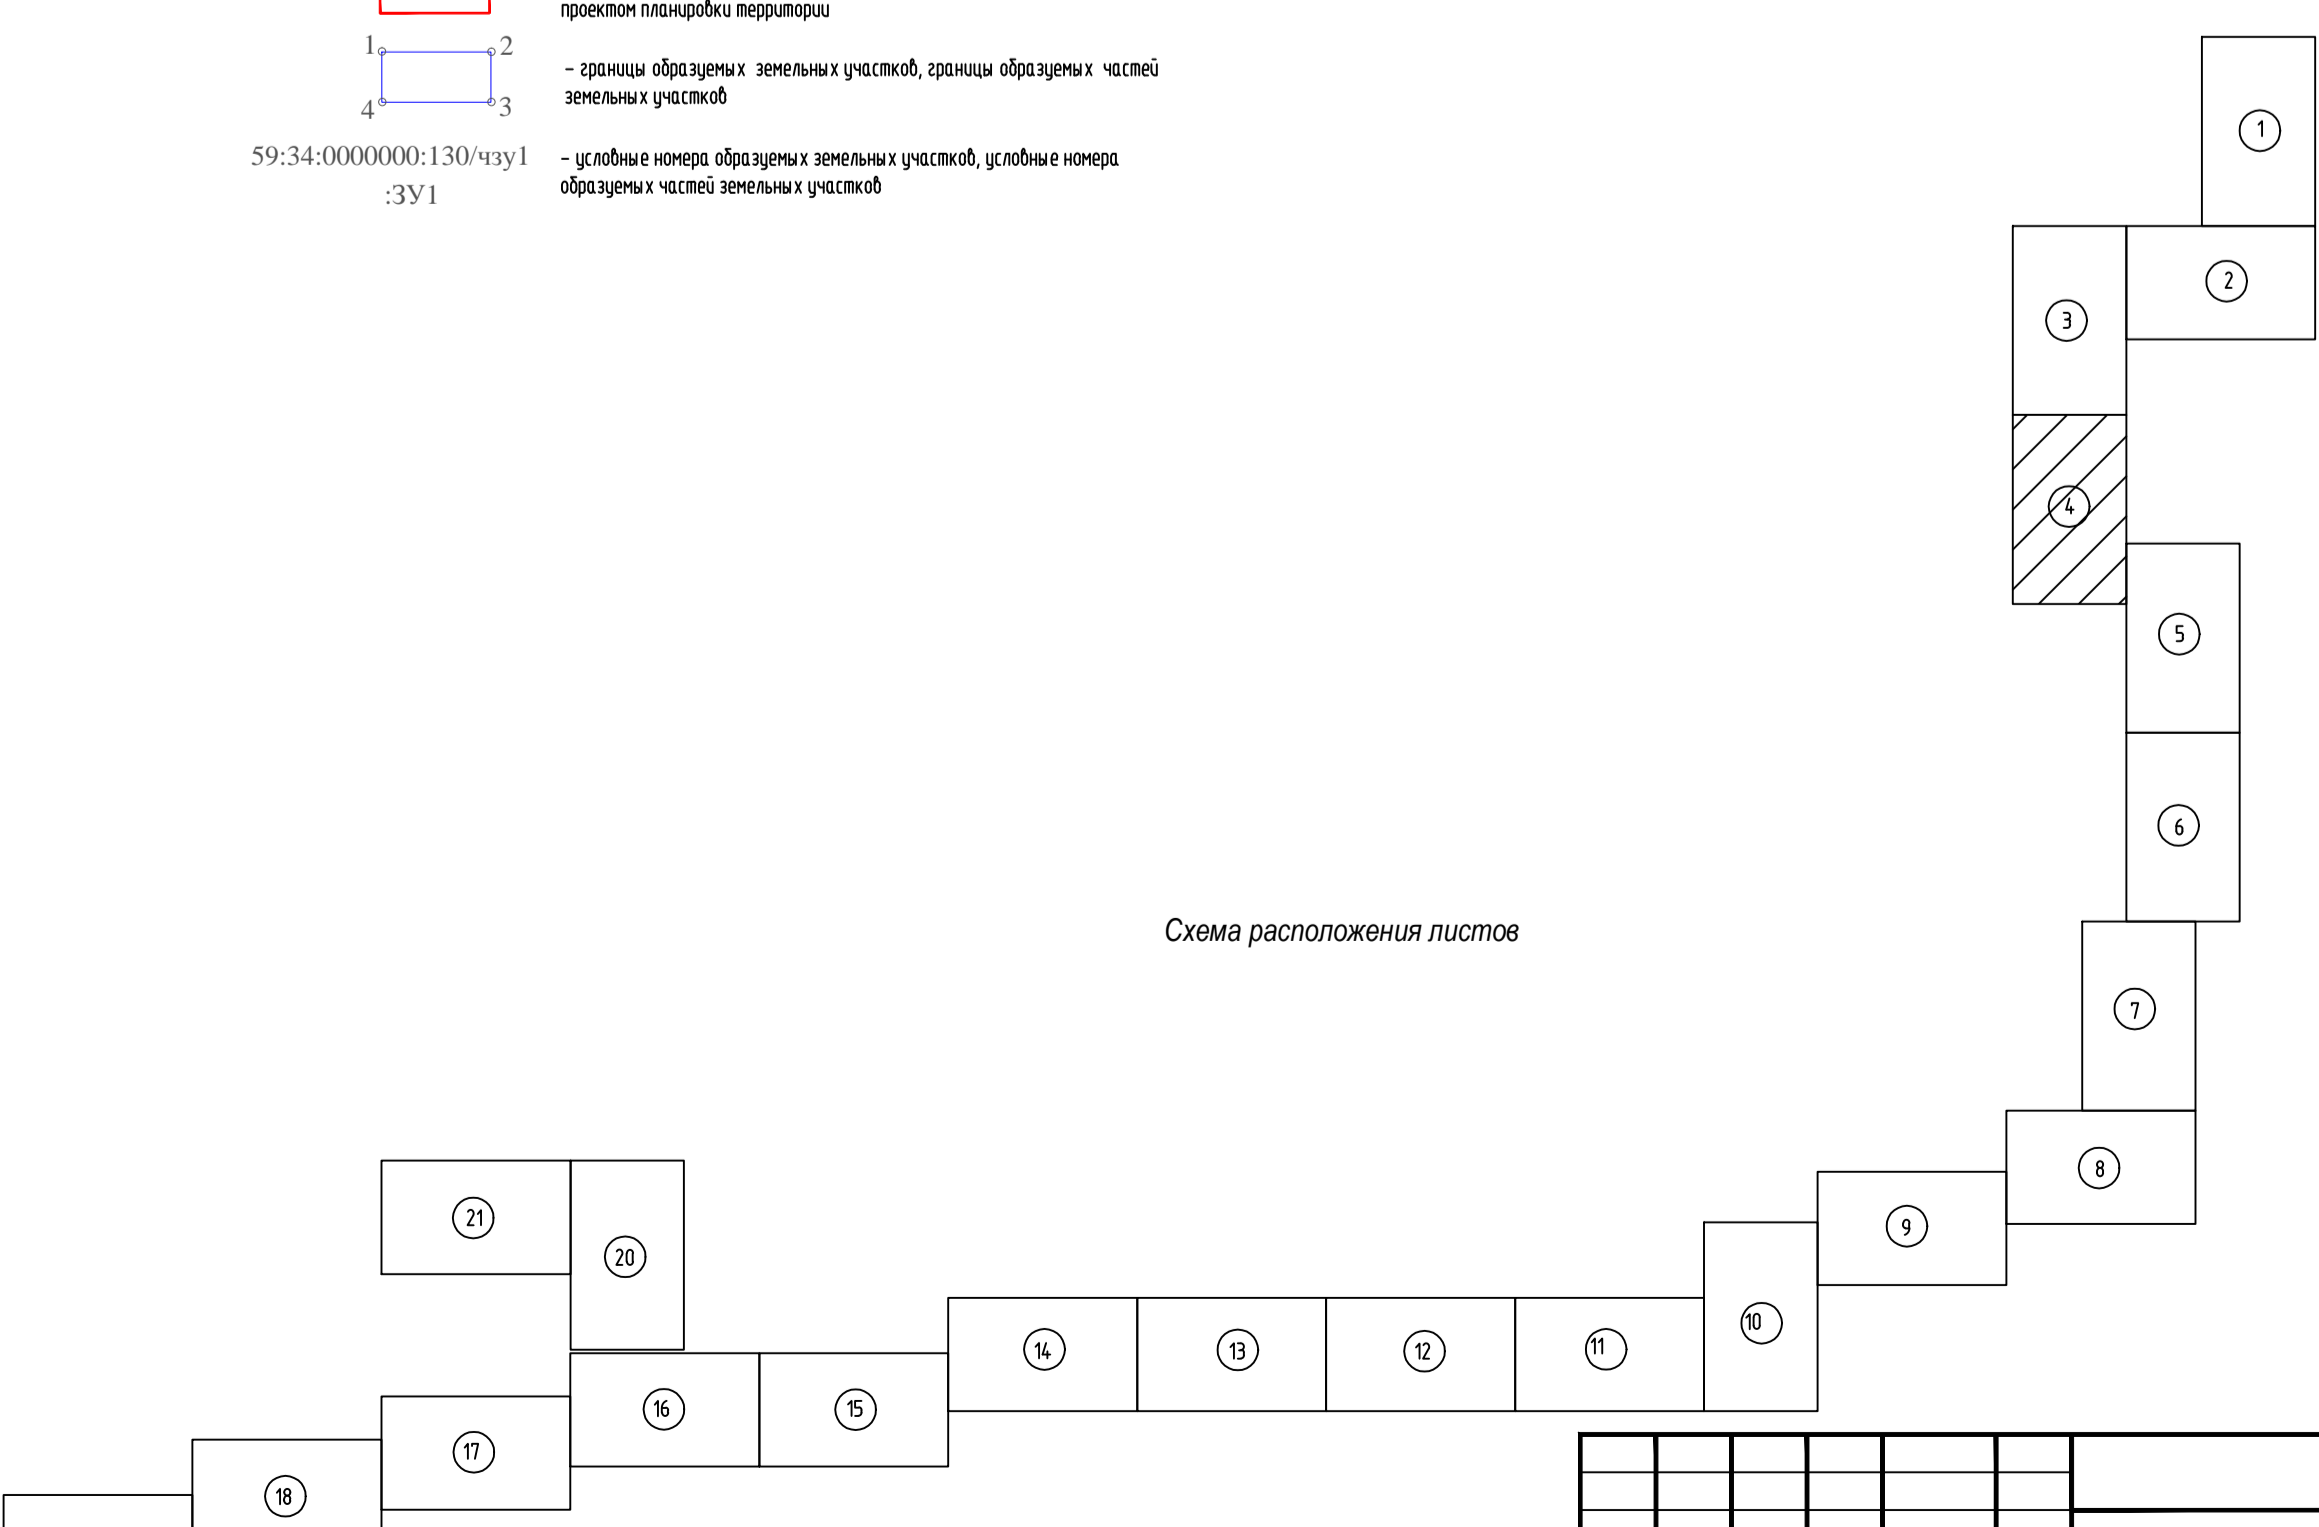 проектом планировки территории
1 2
– границы образуемых земельных участков, границы образуемых частей
земельных участков
4 3
59:34:0000000:130/чзу1
:ЗУ1
– условные номера образуемых земельных участков, условные номера
образуемых частей земельных участков
1
2
3
4
5
6
Схема расположения листов
7
8
9
10
11
12
13
14
15
16
17
18
20
21